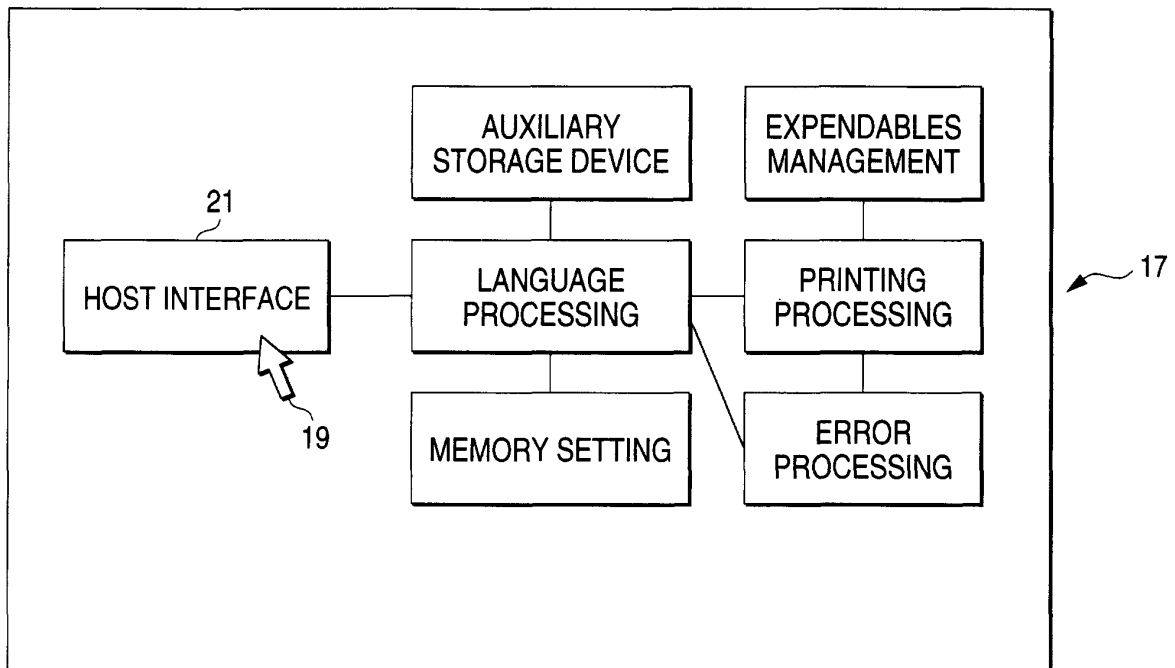 AUXILIARY
STORAGE DEVICE
EXPENDABLES
MANAGEMENT
21
HOST INTERFACE
LANGUAGE
PROCESSING
PRINTING
PROCESSING
17
19
MEMORY SETTING
ERROR
PROCESSING